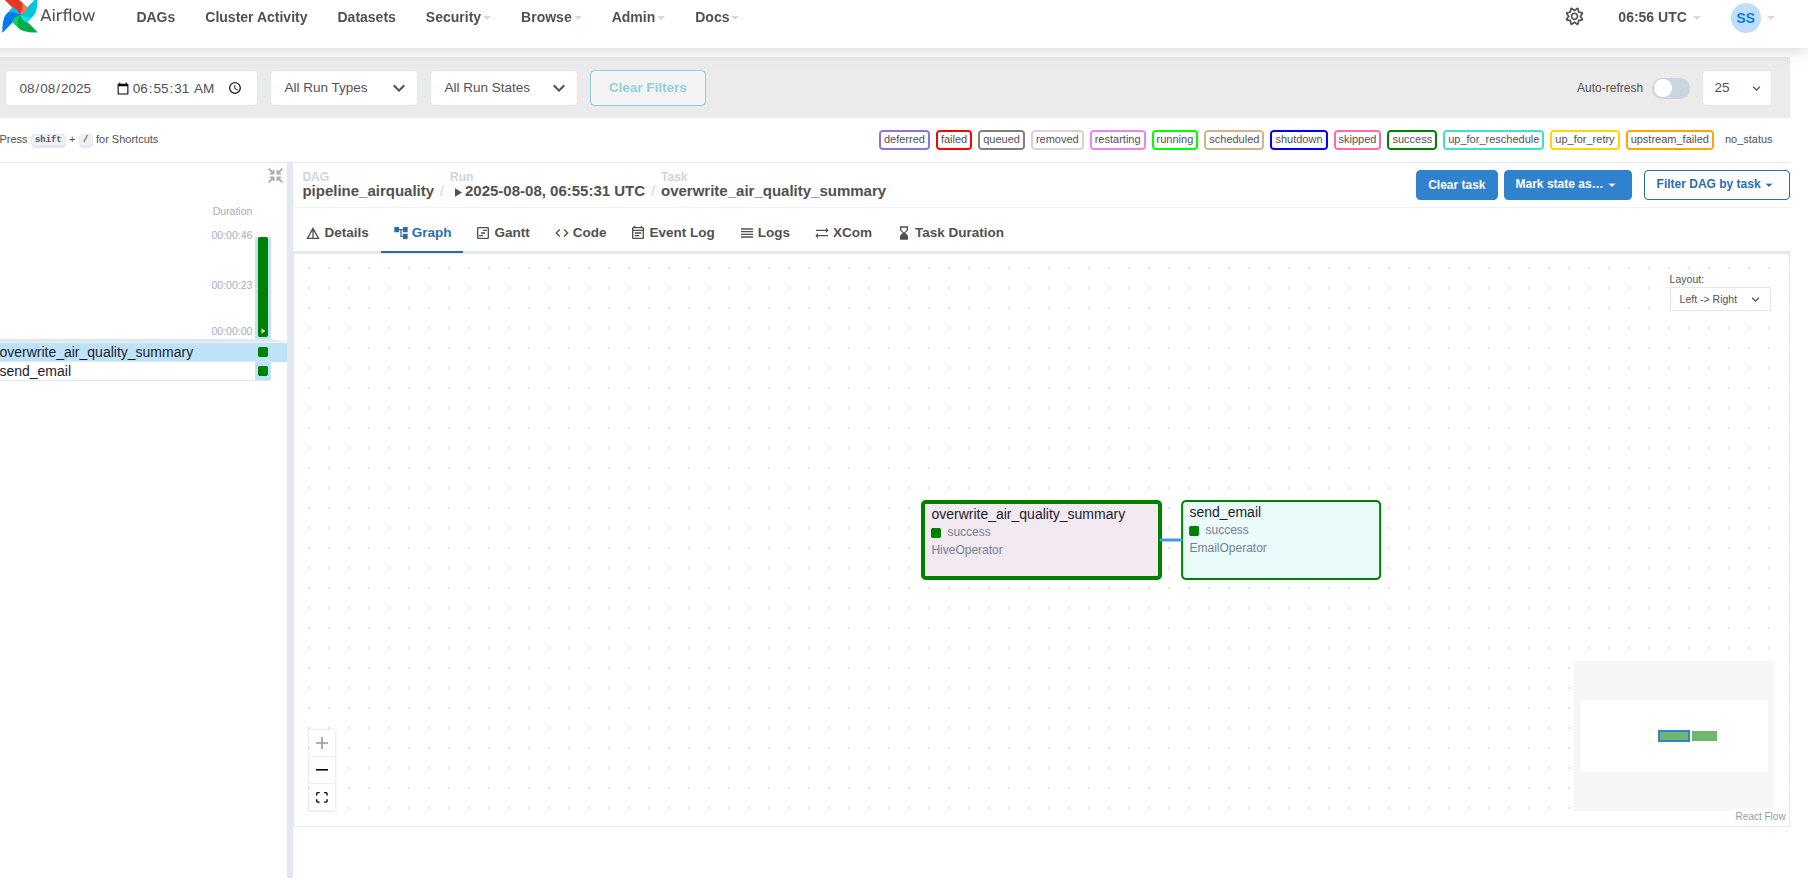 Airflow DAGs Cluster Activity Datasets Security Browse Admin Docs 06:56 UTC SS
08/08/2025 06:55:31 AM All Run Types All Run States Clear Filters Auto-refresh 25
Press shift + / for Shortcuts deferred failed queued removed restarting running scheduled shutdown skipped success up_for_reschedule up_for_retry upstream_failed no_status
DAG Run Task
pipeline_airquality / 2025-08-08, 06:55:31 UTC / overwrite_air_quality_summary
Clear task Mark state as… Filter DAG by task
Duration
00:00:46
00:00:23
00:00:00
overwrite_air_quality_summary
send_email
Details Graph Gantt Code Event Log Logs XCom Task Duration
Layout:
Left -> Right
overwrite_air_quality_summary
success
HiveOperator
send_email
success
EmailOperator
React Flow